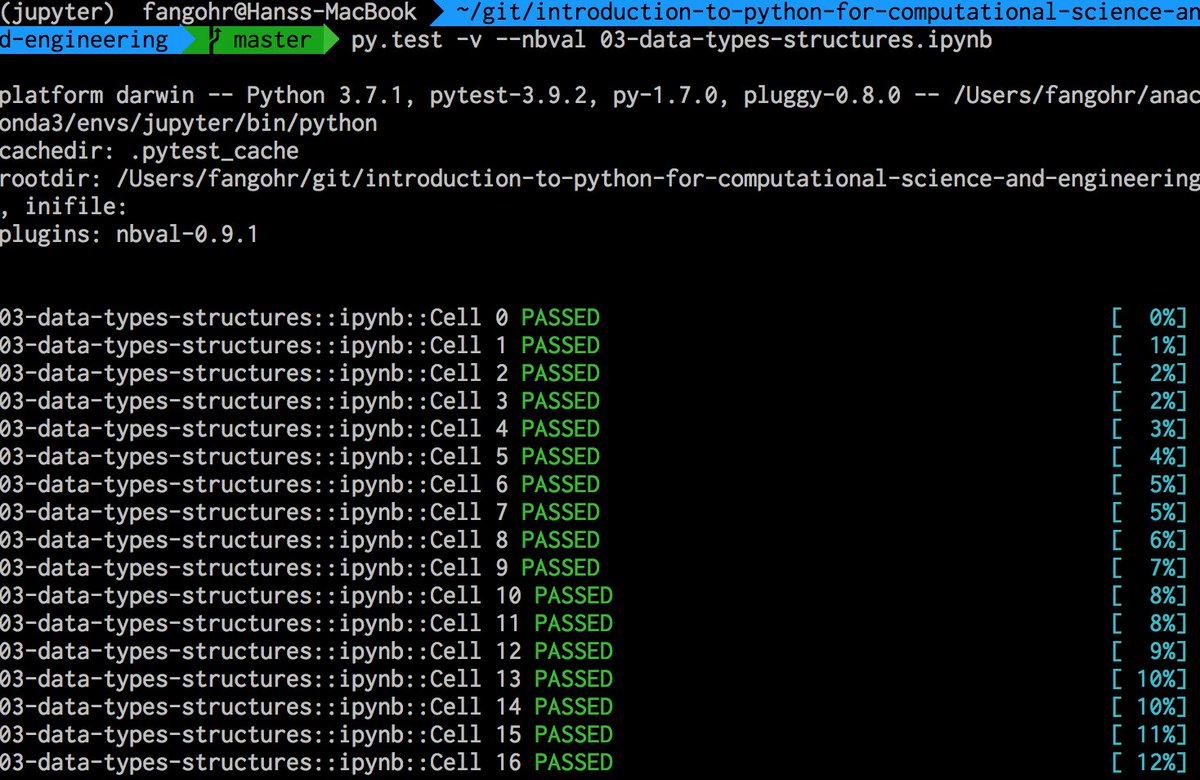 (jupyter)  fangohr@Hanss-MacBook  ~/git/introduction-to-python-for-computational-science-an
d-engineering  master  py.test -v --nbval 03-data-types-structures.ipynb
platform darwin -- Python 3.7.1, pytest-3.9.2, py-1.7.0, pluggy-0.8.0 -- /Users/fangohr/anac
onda3/envs/jupyter/bin/python
cachedir: .pytest_cache
rootdir: /Users/fangohr/git/introduction-to-python-for-computational-science-and-engineering
, inifile:
plugins: nbval-0.9.1
03-data-types-structures::ipynb::Cell 0 PASSED [  0%]
03-data-types-structures::ipynb::Cell 1 PASSED [  1%]
03-data-types-structures::ipynb::Cell 2 PASSED [  2%]
03-data-types-structures::ipynb::Cell 3 PASSED [  2%]
03-data-types-structures::ipynb::Cell 4 PASSED [  3%]
03-data-types-structures::ipynb::Cell 5 PASSED [  4%]
03-data-types-structures::ipynb::Cell 6 PASSED [  5%]
03-data-types-structures::ipynb::Cell 7 PASSED [  5%]
03-data-types-structures::ipynb::Cell 8 PASSED [  6%]
03-data-types-structures::ipynb::Cell 9 PASSED [  7%]
03-data-types-structures::ipynb::Cell 10 PASSED [  8%]
03-data-types-structures::ipynb::Cell 11 PASSED [  8%]
03-data-types-structures::ipynb::Cell 12 PASSED [  9%]
03-data-types-structures::ipynb::Cell 13 PASSED [ 10%]
03-data-types-structures::ipynb::Cell 14 PASSED [ 10%]
03-data-types-structures::ipynb::Cell 15 PASSED [ 11%]
03-data-types-structures::ipynb::Cell 16 PASSED [ 12%]